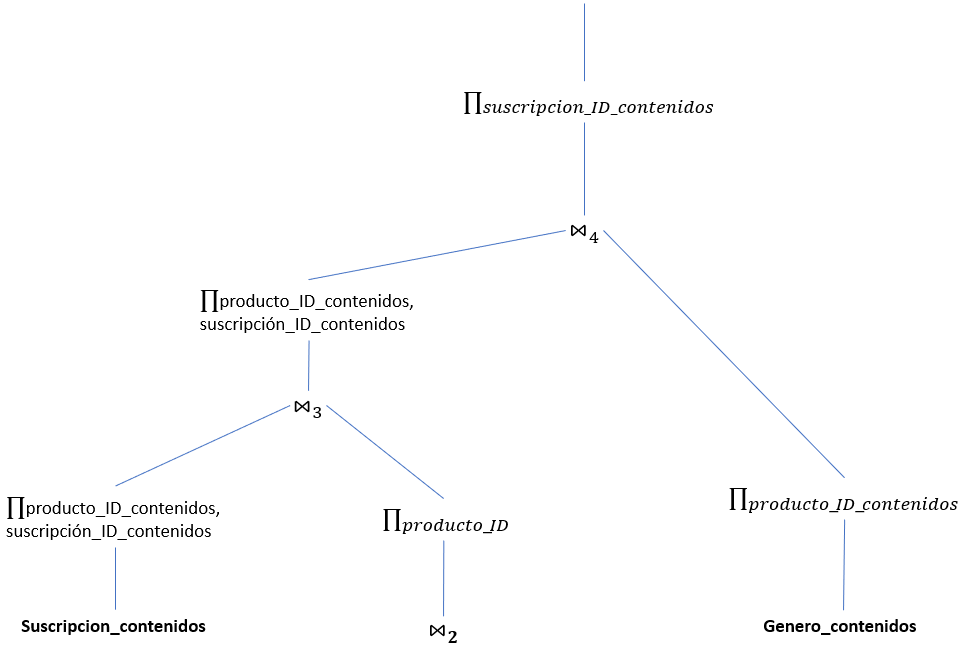 ∏suscripcion_ID_contenidos
⋈4
∏producto_ID_contenidos,
suscripción_ID_contenidos
⋈3
∏producto_ID_contenidos,
suscripción_ID_contenidos
∏producto_ID
∏producto_ID_contenidos
Suscripcion_contenidos
⋈2
Genero_contenidos